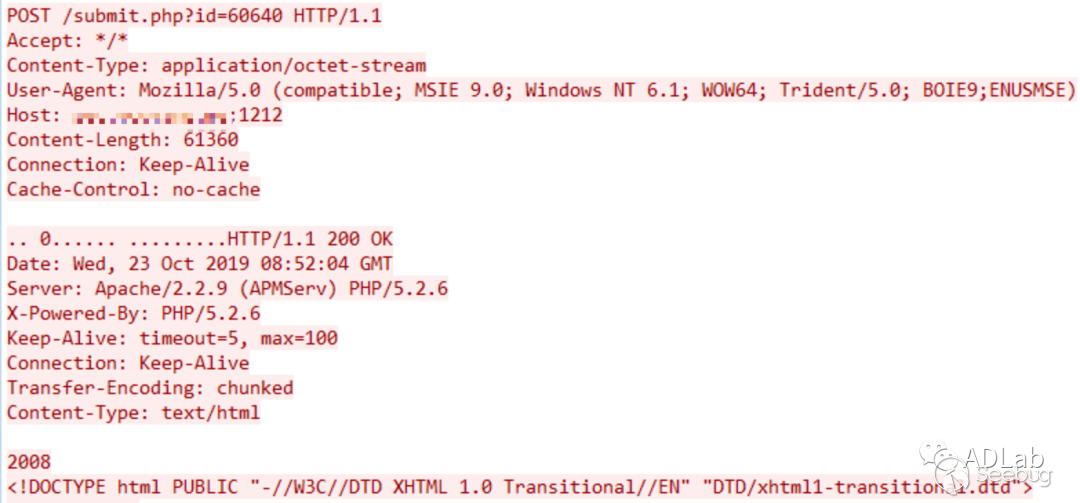 POST /submit.php?id=60640 HTTP/1.1
Accept: */*
Content-Type: application/octet-stream
User-Agent: Mozilla/5.0 (compatible; MSIE 9.0; Windows NT 6.1; WOW64; Trident/5.0; BOIE9;ENUSMSE)
Host: :1212
Content-Length: 61360
Connection: Keep-Alive
Cache-Control: no-cache
.. 0...... .........HTTP/1.1 200 OK
Date: Wed, 23 Oct 2019 08:52:04 GMT
Server: Apache/2.2.9 (APMServ) PHP/5.2.6
X-Powered-By: PHP/5.2.6
Keep-Alive: timeout=5, max=100
Connection: Keep-Alive
Transfer-Encoding: chunked
Content-Type: text/html
2008
<!DOCTYPE html PUBLIC "-//W3C//DTD XHTML 1.0 Transitional//EN" "DTD/xhtml1-transitional.dtd">
ADLab
Seebug